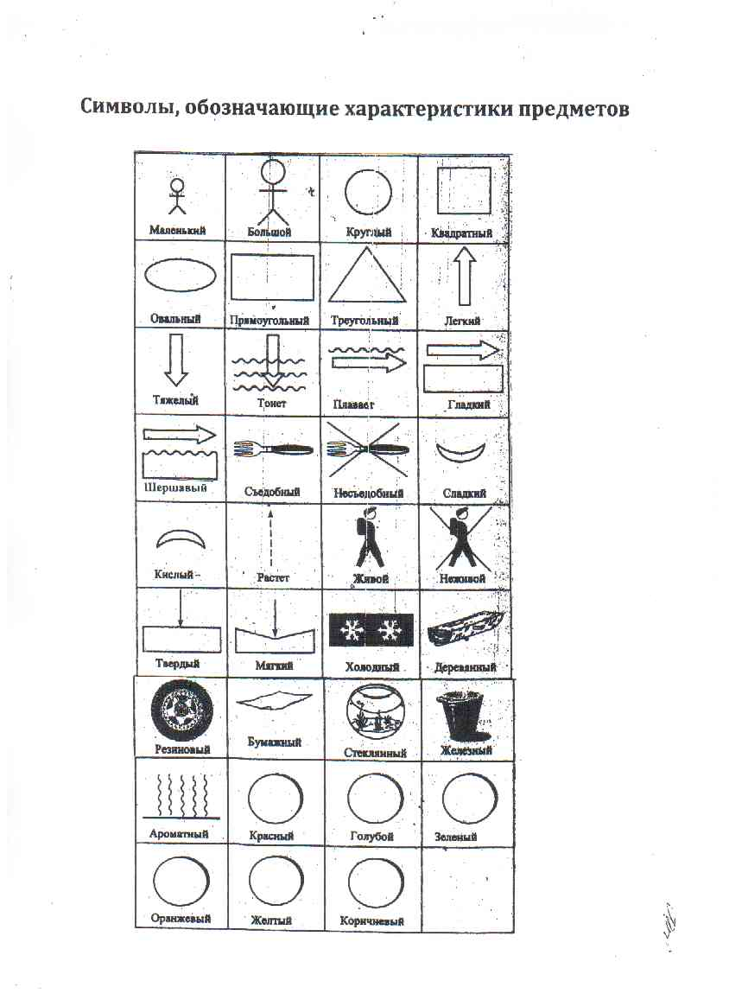 Символы, обозначающие характеристики предметов
Маленький Большой Круглый Квадратный
Овальный Прямоугольный Треугольный Легкий
Тяжелый Тонет Плавает Гладкий
Шершавый Съедобный Несъедобный Сладкий
Кислый Растет Живой Неживой
Твердый Мягкий Холодный Деревянный
Резиновый Бумажный Стеклянный Железный
Ароматный Красный Голубой Зеленый
Оранжевый Желтый Коричневый